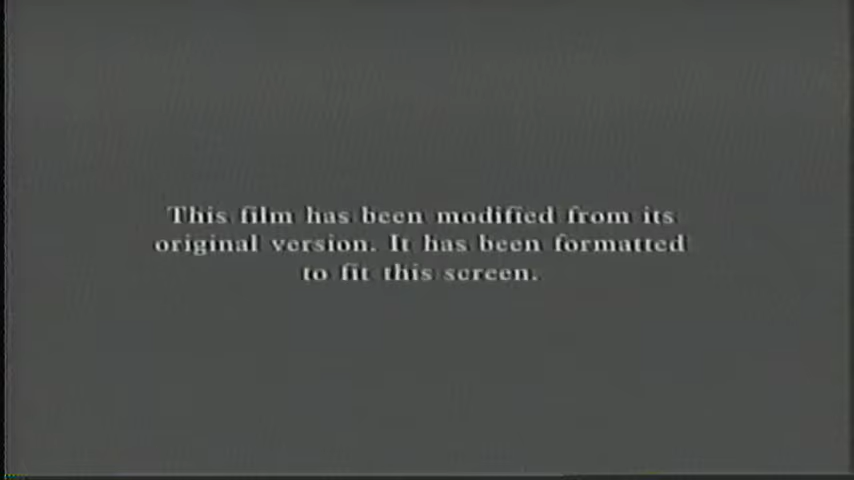 This film has been modified from its
original version. It has been formatted
to fit this screen.